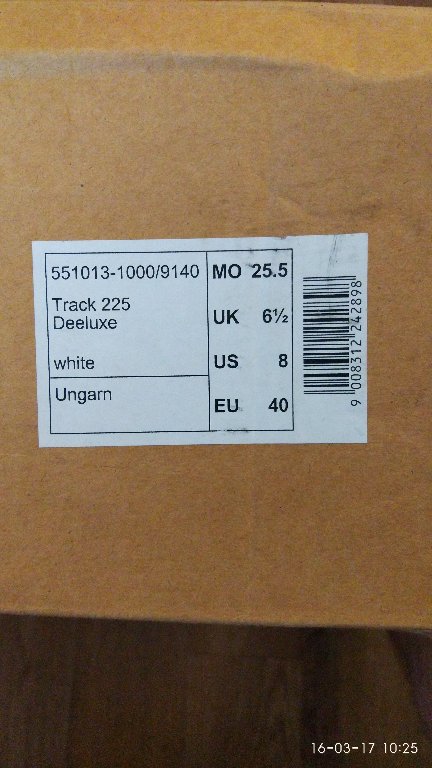 551013-1000/9140
Track 225
Deeluxe
white
Ungarn
MO 25.5
UK 6½
US 8
EU 40
9 008312 242898
16-03-17 10:25